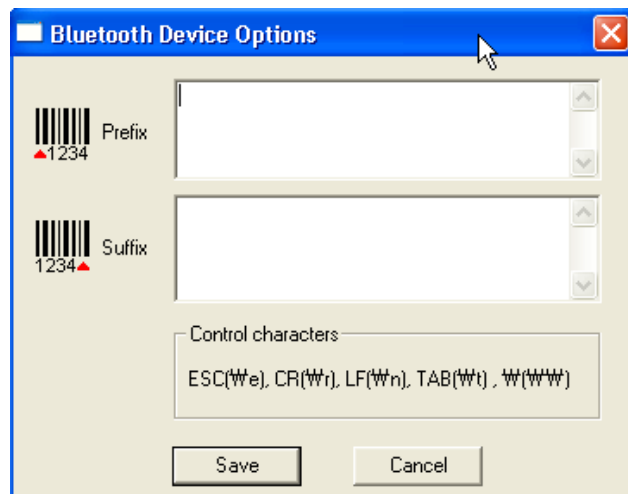 Bluetooth Device Options
Prefix
1234
Suffix
1234
Control characters
ESC(₩e), CR(₩r), LF(₩n), TAB(₩t) , ₩(₩₩)
Save
Cancel